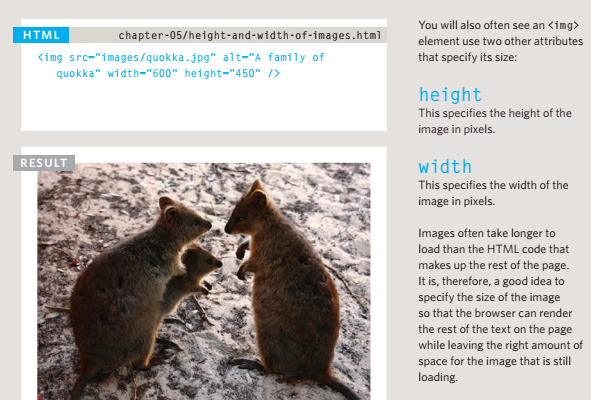 HTML
chapter-05/height-and-width-of-images.html
<img src="images/quokka.jpg" alt="A family of
quokka" width="600" height="450" />
RESULT
You will also often see an <img>
element use two other attributes
that specify its size:
height
This specifies the height of the
image in pixels.
width
This specifies the width of the
image in pixels.
Images often take longer to
load than the HTML code that
makes up the rest of the page.
It is, therefore, a good idea to
specify the size of the image
so that the browser can render
the rest of the text on the page
while leaving the right amount of
space for the image that is still
loading.